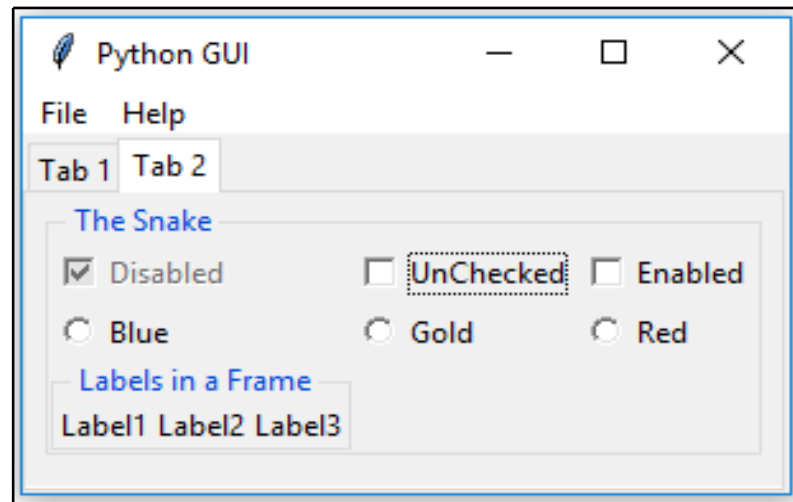 Python GUI
File Help
Tab 1 Tab 2
The Snake
Disabled UnChecked Enabled
Blue Gold Red
Labels in a Frame
Label1 Label2 Label3